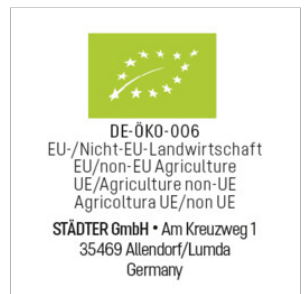 DE-ÖKO-006
EU-/Nicht-EU-Landwirtschaft
EU/non-EU Agriculture
UE/Agriculture non-UE
Agricoltura UE/non UE
STÄDTER GmbH • Am Kreuzweg 1
35469 Allendorf/Lumda
Germany